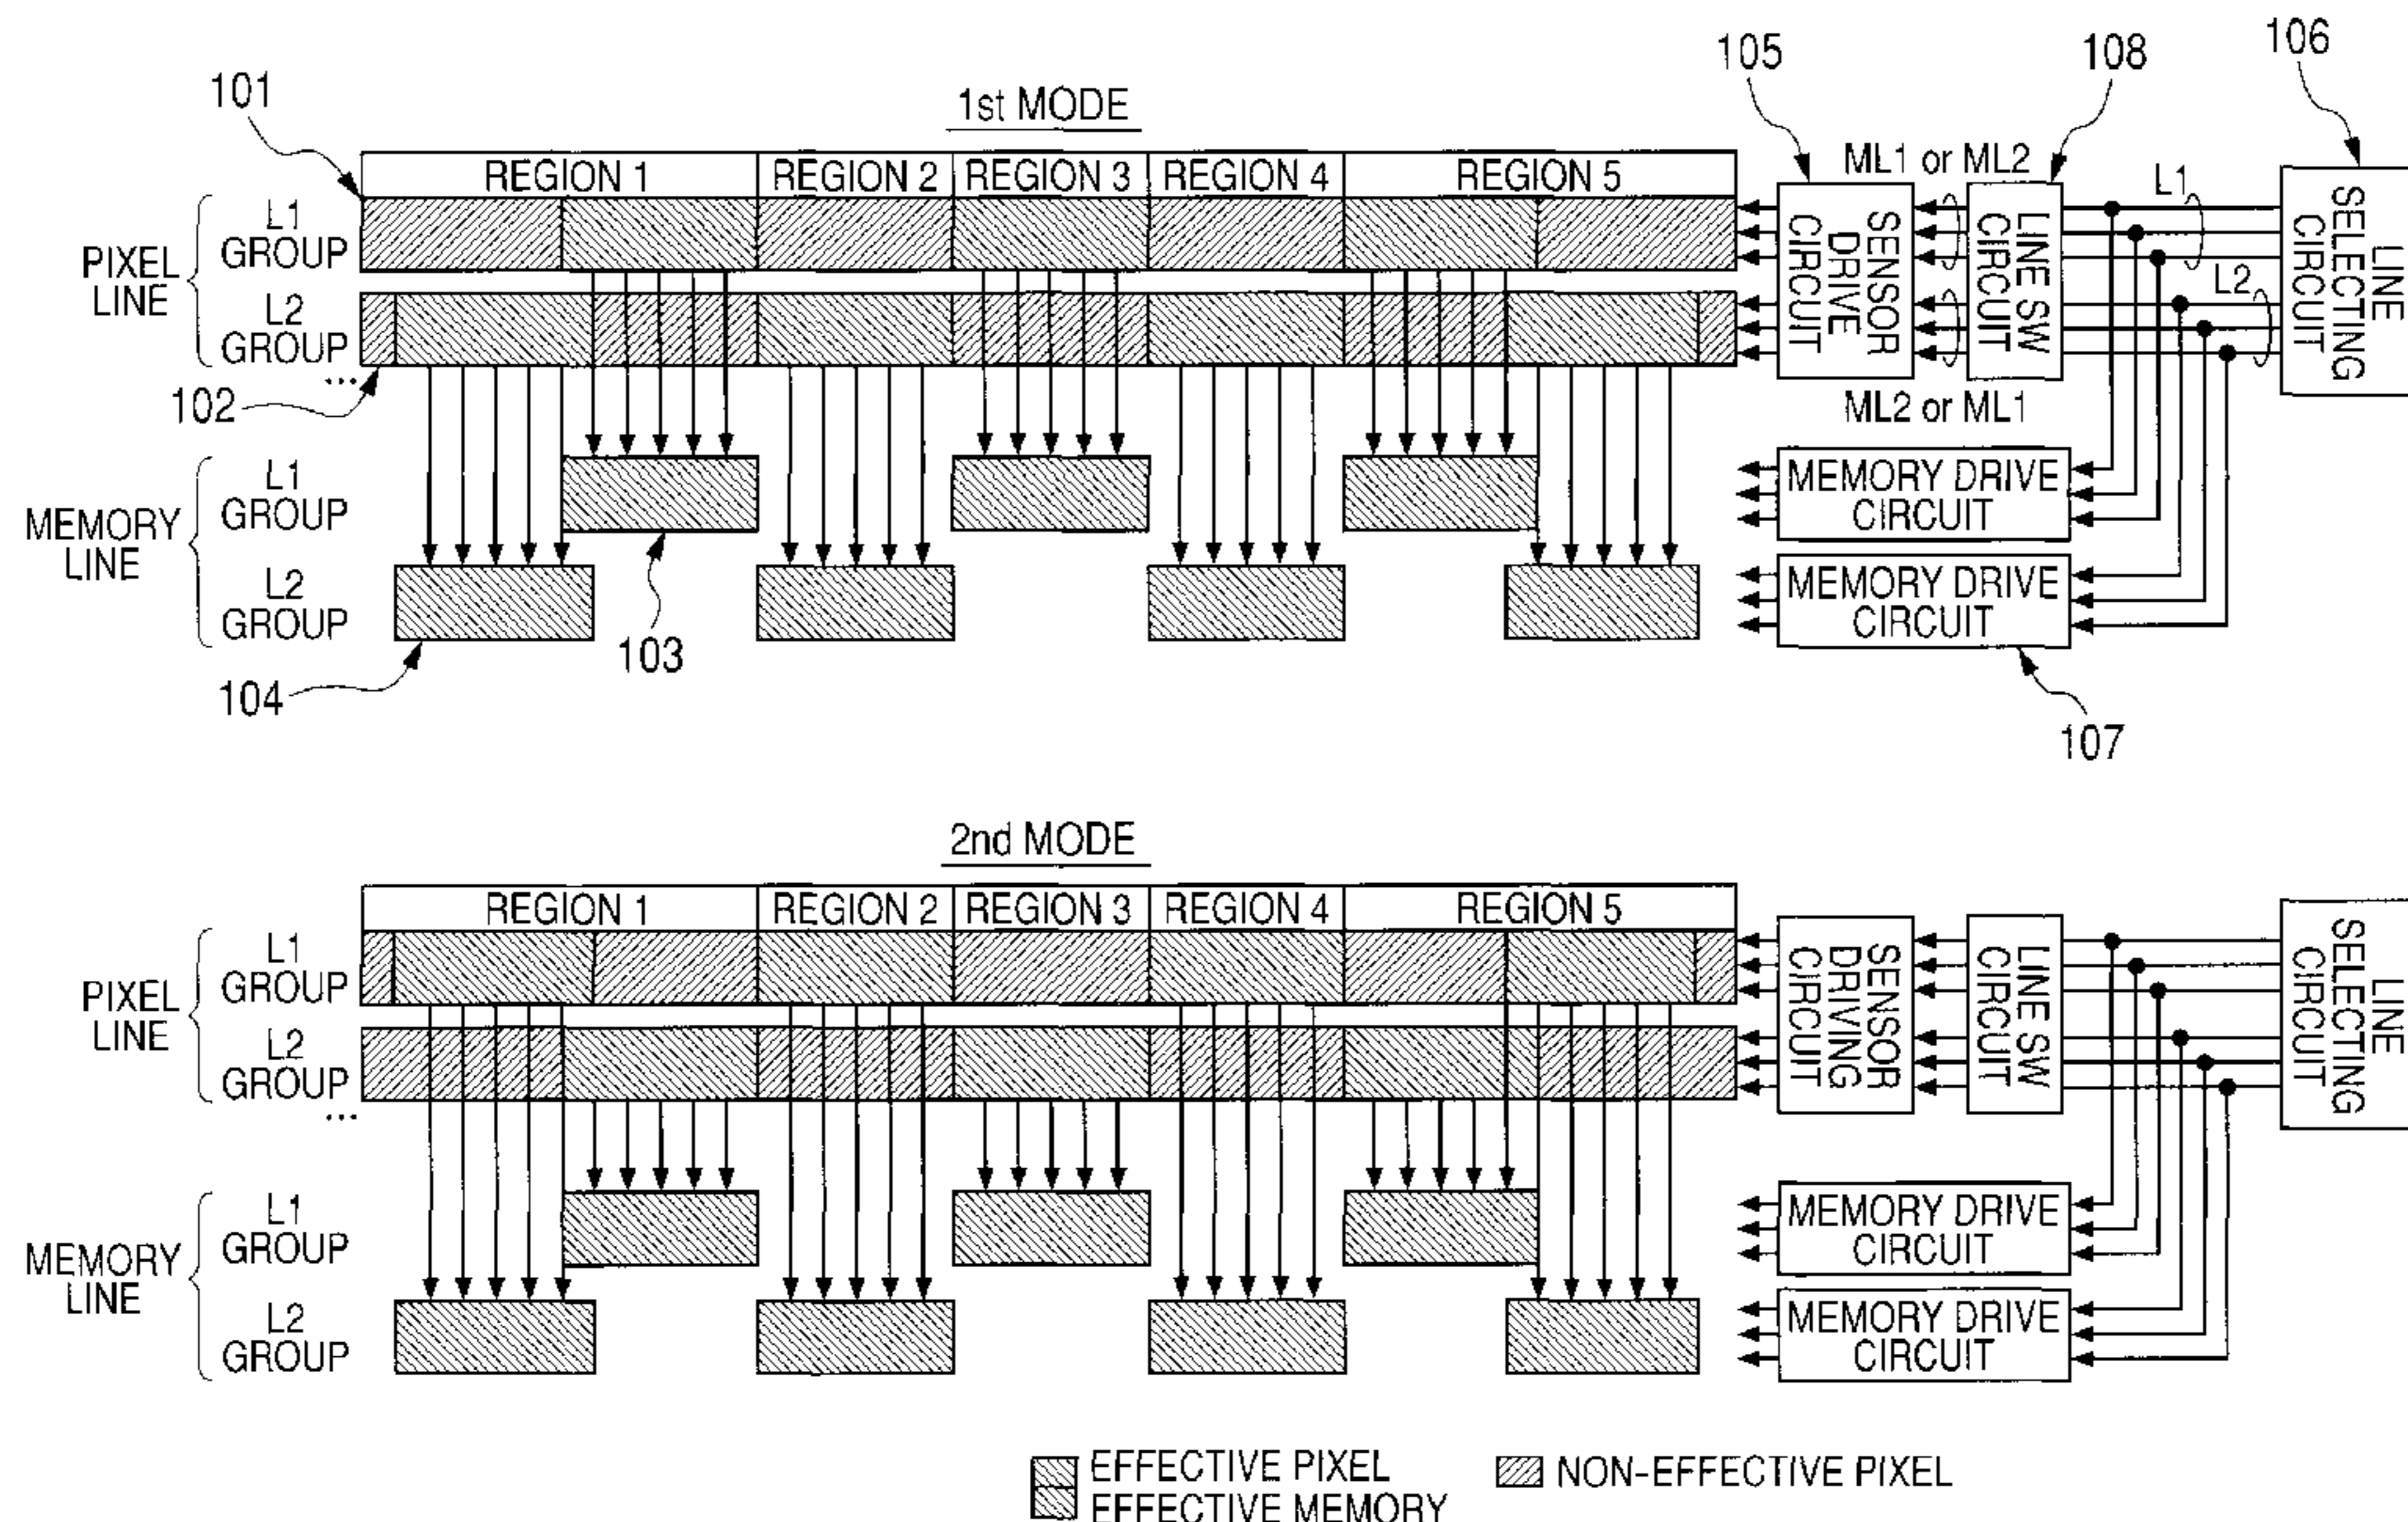 1st MODE
101
105
108
106
REGION 1
REGION 2
REGION 3
REGION 4
REGION 5
PIXEL
LINE
L1
GROUP
L2
GROUP
...
102
ML1 or ML2
SENSOR
DRIVE
CIRCUIT
LINE SW
CIRCUIT
L1
L2
LINE
SELECTING
CIRCUIT
ML2 or ML1
MEMORY
LINE
L1
GROUP
L2
GROUP
103
104
MEMORY DRIVE
CIRCUIT
MEMORY DRIVE
CIRCUIT
107
2nd MODE
REGION 1
REGION 2
REGION 3
REGION 4
REGION 5
PIXEL
LINE
L1
GROUP
L2
GROUP
...
SENSOR
DRIVING
CIRCUIT
LINE SW
CIRCUIT
LINE
SELECTING
CIRCUIT
MEMORY
LINE
L1
GROUP
L2
GROUP
MEMORY DRIVE
CIRCUIT
MEMORY DRIVE
CIRCUIT
EFFECTIVE PIXEL
EFFECTIVE MEMORY
NON-EFFECTIVE PIXEL